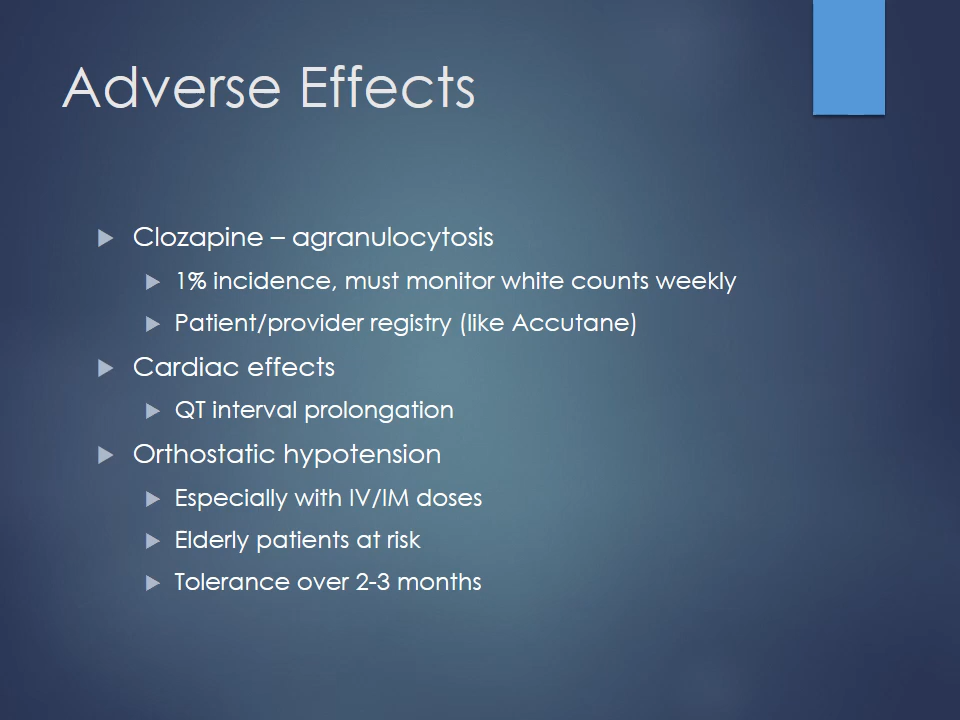 Adverse Effects
Clozapine – agranulocytosis
1% incidence, must monitor white counts weekly
Patient/provider registry (like Accutane)
Cardiac effects
QT interval prolongation
Orthostatic hypotension
Especially with IV/IM doses
Elderly patients at risk
Tolerance over 2-3 months